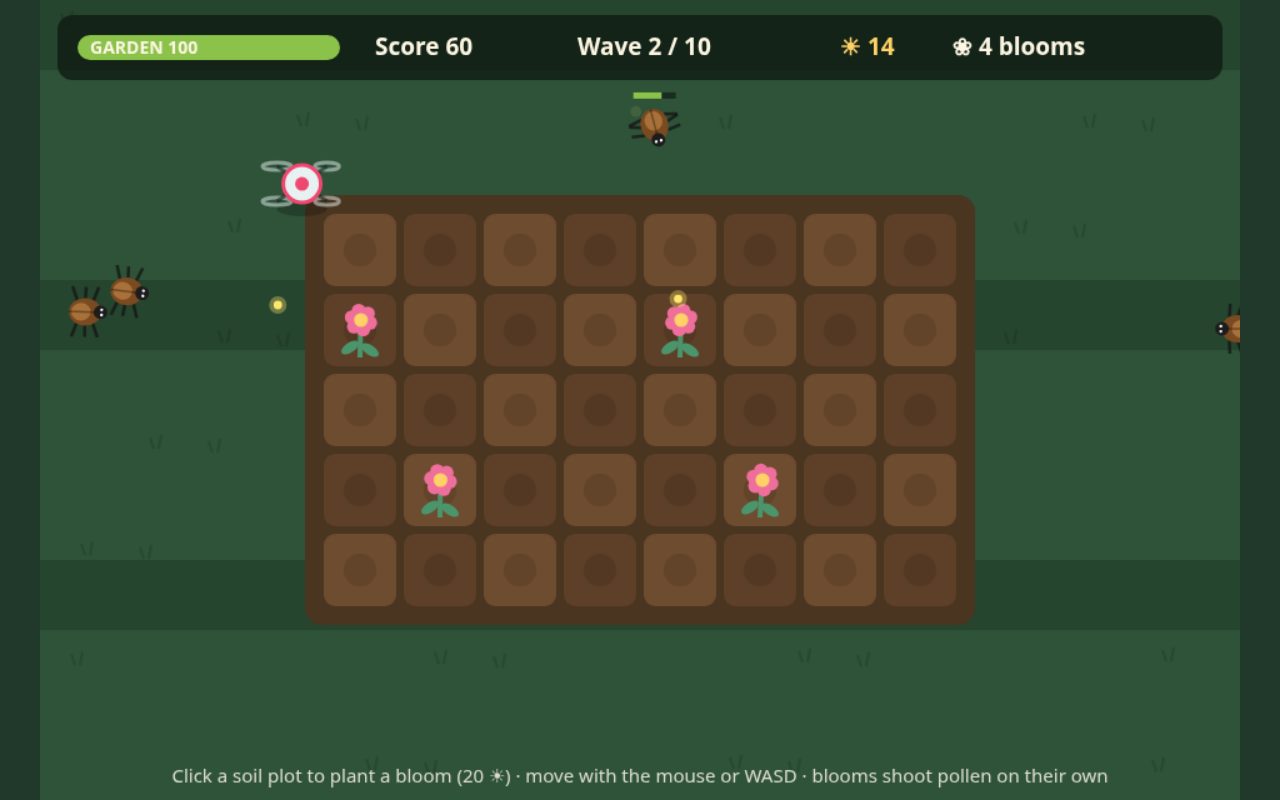 GARDEN 100 Score 60 Wave 2 / 10 ☀ 14 ❀ 4 blooms
Click a soil plot to plant a bloom (20 ☀) · move with the mouse or WASD · blooms shoot pollen on their own